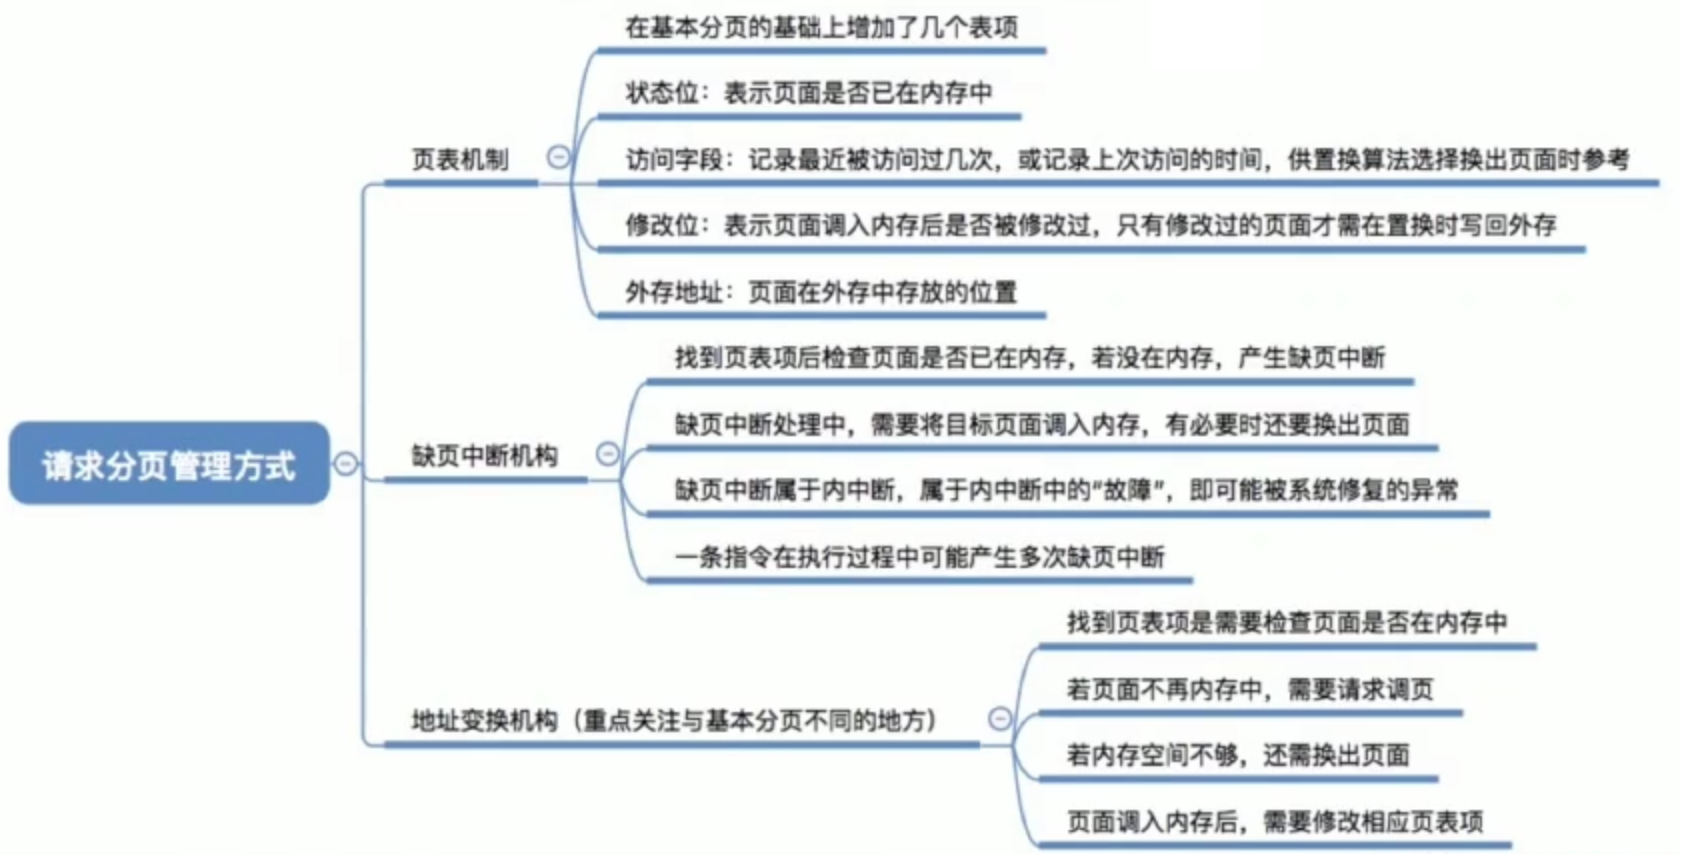 请求分页管理方式
页表机制
在基本分页的基础上增加了几个表项
状态位：表示页面是否已在内存中
访问字段：记录最近被访问过几次，或记录上次访问的时间，供置换算法选择换出页面时参考
修改位：表示页面调入内存后是否被修改过，只有修改过的页面才需在置换时写回外存
外存地址：页面在外存中存放的位置
缺页中断机构
找到页表项后检查页面是否已在内存，若没在内存，产生缺页中断
缺页中断处理中，需要将目标页面调入内存，有必要时还要换出页面
缺页中断属于内中断，属于内中断中的“故障”，即可能被系统修复的异常
一条指令在执行过程中可能产生多次缺页中断
地址变换机构（重点关注与基本分页不同的地方）
找到页表项是需要检查页面是否在内存中
若页面不再内存中，需要请求调页
若内存空间不够，还需换出页面
页面调入内存后，需要修改相应页表项